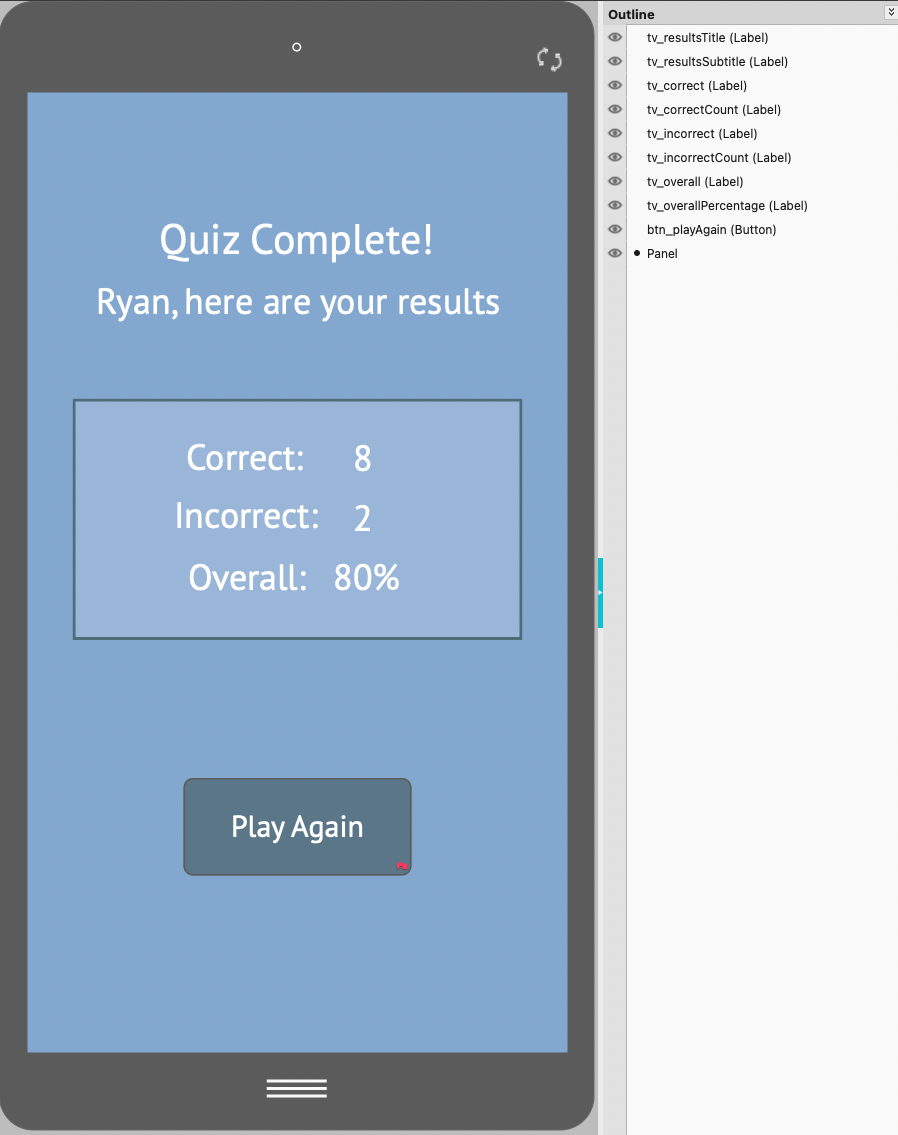 Outline
tv_resultsTitle (Label)
tv_resultsSubtitle (Label)
tv_correct (Label)
tv_correctCount (Label)
tv_incorrect (Label)
tv_incorrectCount (Label)
tv_overall (Label)
tv_overallPercentage (Label)
btn_playAgain (Button)
Panel
Quiz Complete!
Ryan, here are your results
Correct: 8
Incorrect: 2
Overall: 80%
Play Again